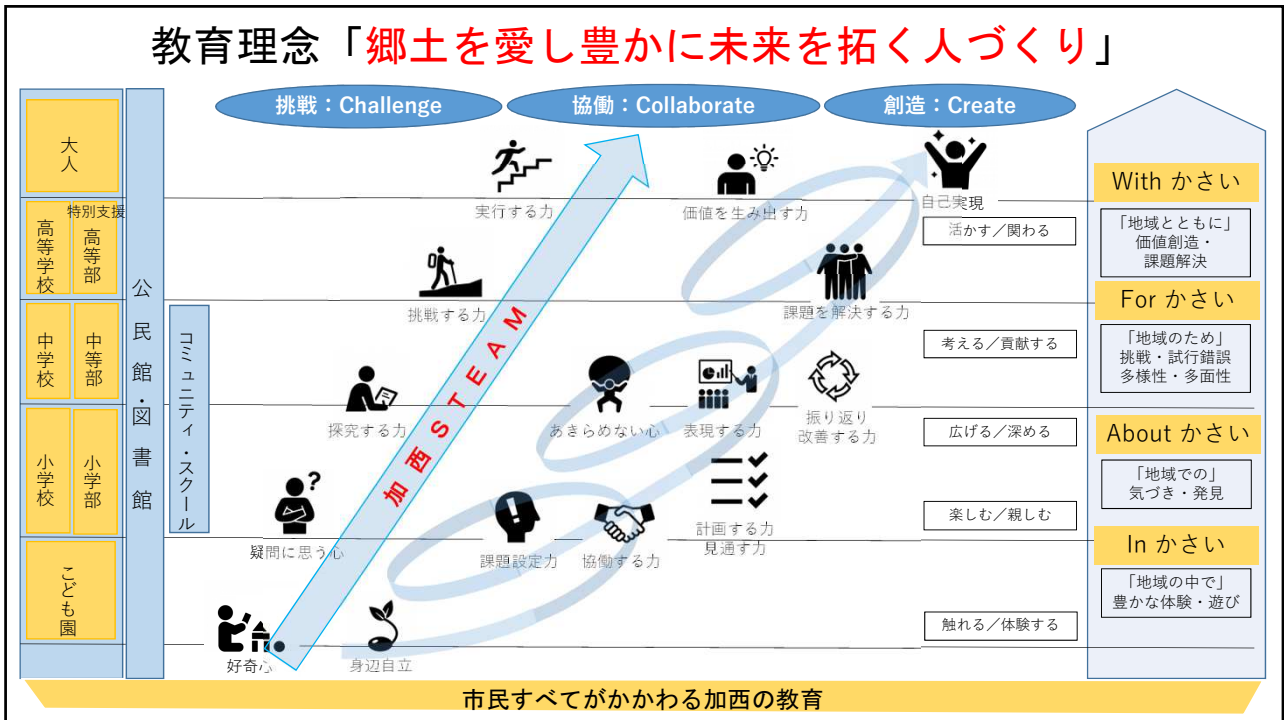 教育理念「郷土を愛し豊かに未来を拓く人づくり」
挑戦：Challenge
協働：Collaborate
創造：Create
大人
特別支援
高等学校
高等部
中学校
中等部
小学校
小学部
こども園
公民館・図書館
コミュニティ・スクール
加西STEAM
実行する力
価値を生み出す力
自己実現
挑戦する力
課題を解決する力
探究する力
あきらめない心
表現する力
振り返り
改善する力
疑問に思う心
課題設定力
協働する力
計画する力
見通す力
好奇心
身辺自立
活かす／関わる
考える／貢献する
広げる／深める
楽しむ／親しむ
触れる／体験する
With かさい
「地域とともに」
価値創造・
課題解決
For かさい
「地域のため」
挑戦・試行錯誤
多様性・多面性
About かさい
「地域での」
気づき・発見
In かさい
「地域の中で」
豊かな体験・遊び
市民すべてがかかわる加西の教育